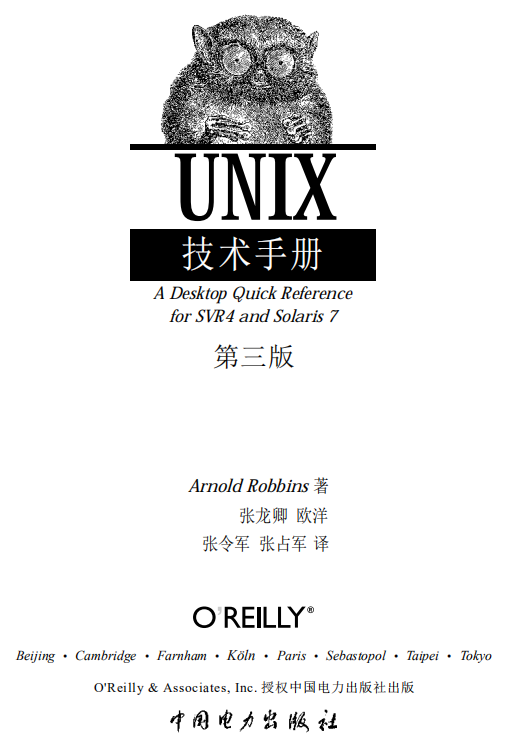 UNIX
技术手册
A Desktop Quick Reference
for SVR4 and Solaris 7
第三版
Arnold Robbins 著
张龙卿 欧洋
张令军 张占军 译
O'REILLY®
Beijing • Cambridge • Farnham • Köln • Paris • Sebastopol • Taipei • Tokyo
O'Reilly & Associates, Inc. 授权中国电力出版社出版
中国电力出版社